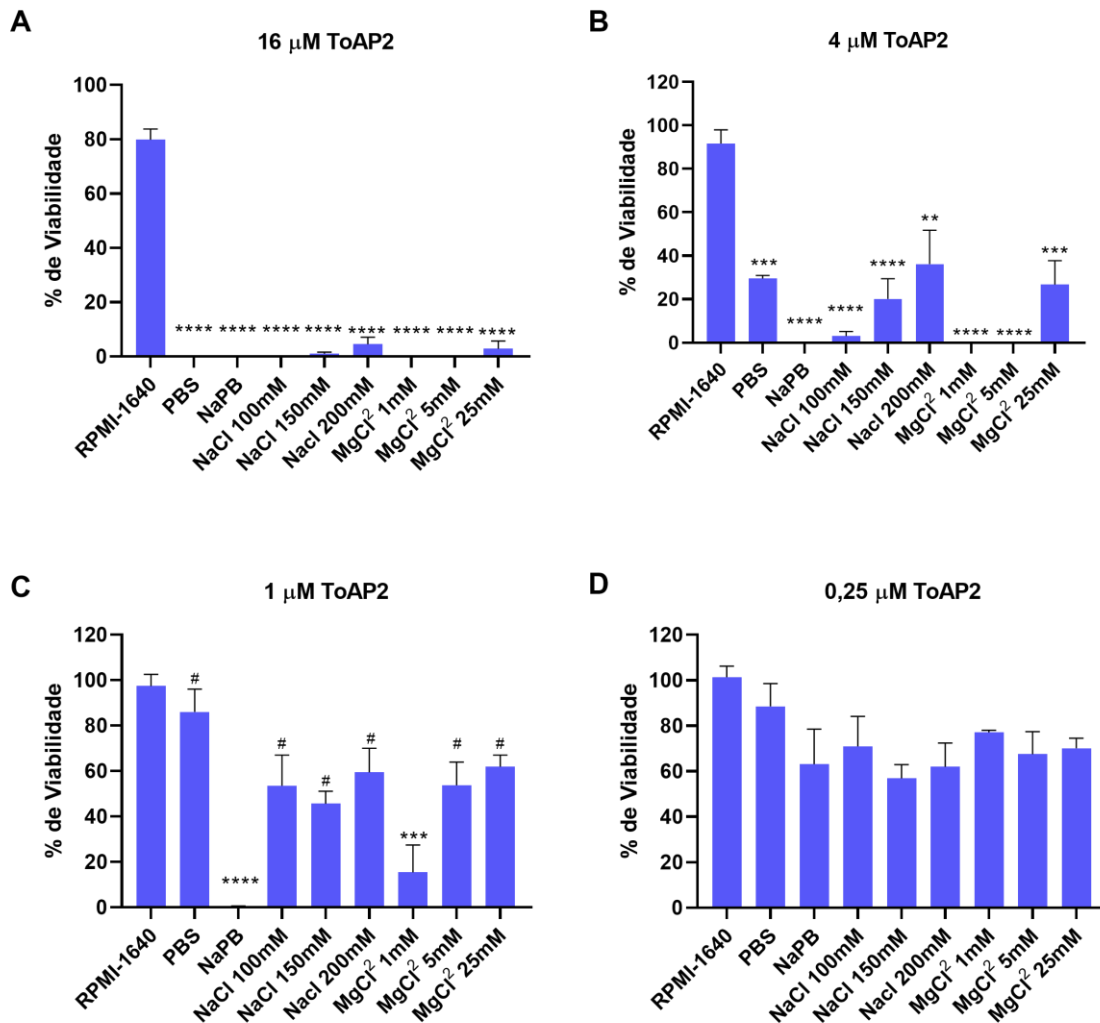 A
16 μM ToAP2
% de Viabilidade
100
80
60
40
20
0
**** **** **** **** **** **** **** ****
RPMI-1640
PBS
NaPB
NaCl 100mM
NaCl 150mM
Nacl 200mM
MgCl² 1mM
MgCl² 5mM
MgCl² 25mM
B
4 μM ToAP2
% de Viabilidade
120
100
80
60
40
20
0
*** **** **** **** ** **** **** ***
RPMI-1640
PBS
NaPB
NaCl 100mM
NaCl 150mM
Nacl 200mM
MgCl² 1mM
MgCl² 5mM
MgCl² 25mM
C
1 μM ToAP2
% de Viabilidade
120
100
80
60
40
20
0
# **** # # # *** # #
RPMI-1640
PBS
NaPB
NaCl 100mM
NaCl 150mM
Nacl 200mM
MgCl² 1mM
MgCl² 5mM
MgCl² 25mM
D
0,25 μM ToAP2
% de Viabilidade
120
100
80
60
40
20
0
RPMI-1640
PBS
NaPB
NaCl 100mM
NaCl 150mM
Nacl 200mM
MgCl² 1mM
MgCl² 5mM
MgCl² 25mM